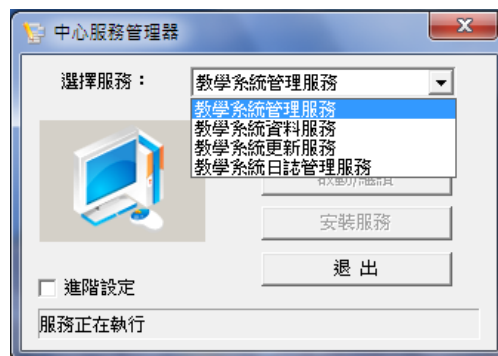 中心服務管理器
選擇服務：
教學系統管理服務
教學系統管理服務
教學系統資料服務
教學系統更新服務
教學系統日誌管理服務
安裝服務
退 出
進階設定
服務正在執行